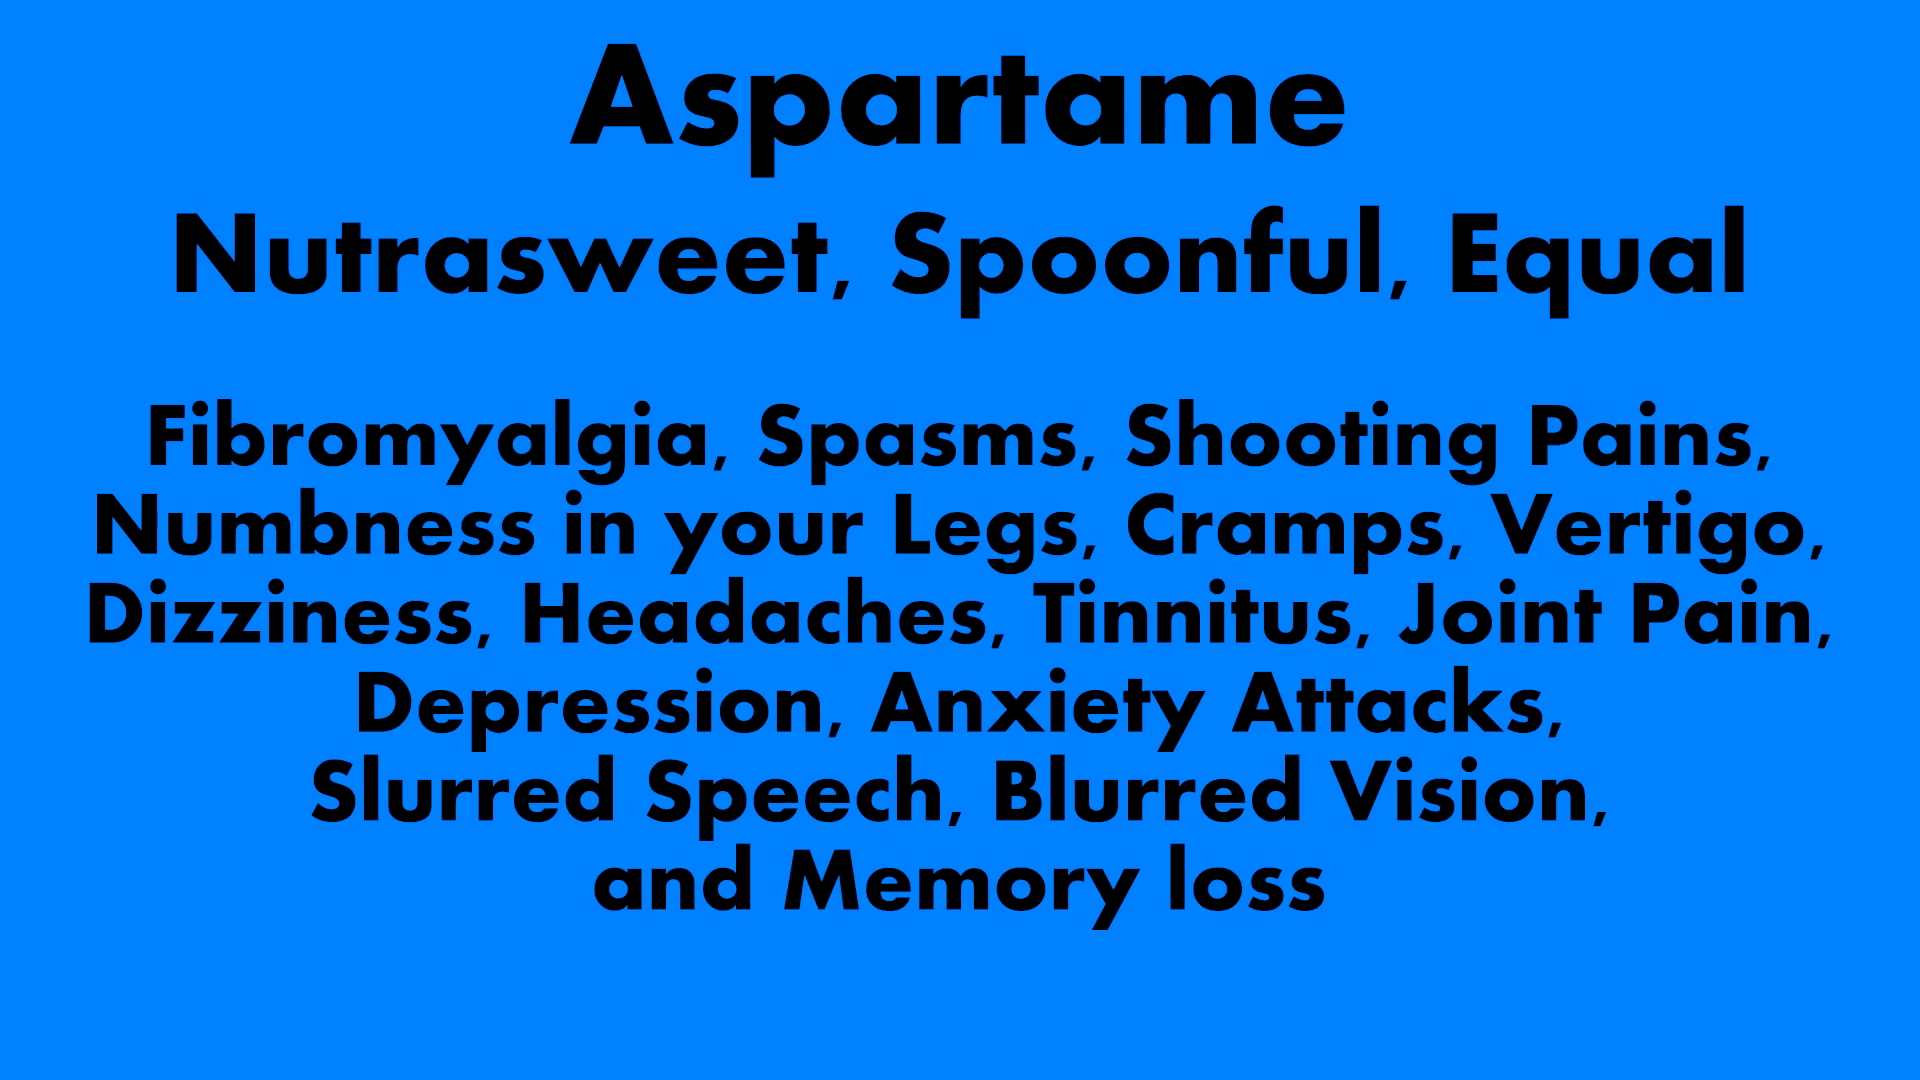 Aspartame
Nutrasweet, Spoonful, Equal
Fibromyalgia, Spasms, Shooting Pains,
Numbness in your Legs, Cramps, Vertigo,
Dizziness, Headaches, Tinnitus, Joint Pain,
Depression, Anxiety Attacks,
Slurred Speech, Blurred Vision,
and Memory loss